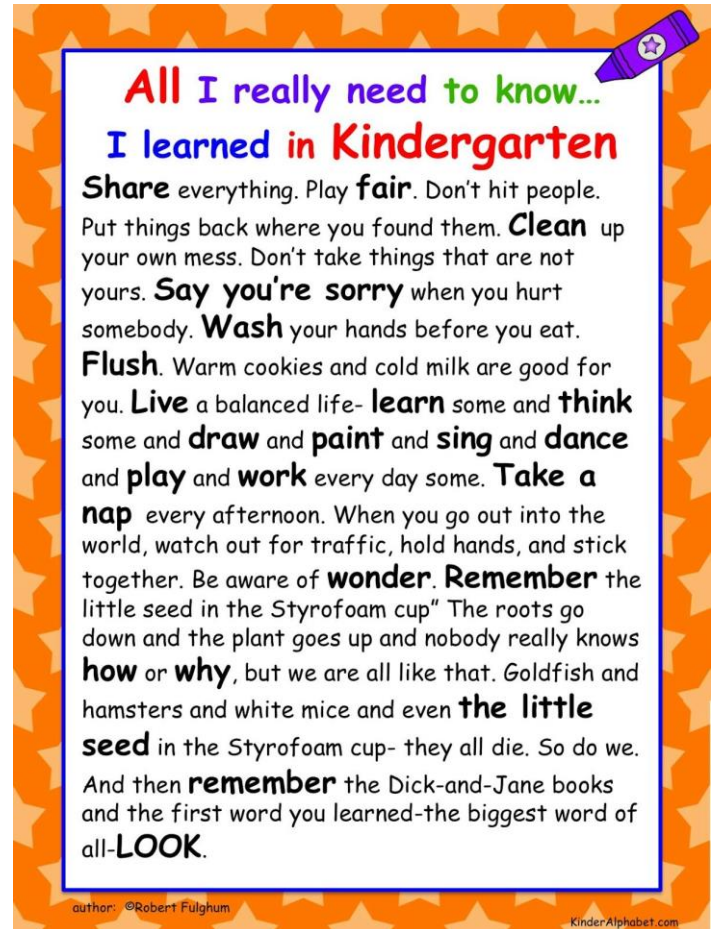 All I really need to know...
I learned in Kindergarten
Share everything. Play fair. Don't hit people.
Put things back where you found them. Clean up
your own mess. Don't take things that are not
yours. Say you're sorry when you hurt
somebody. Wash your hands before you eat.
Flush. Warm cookies and cold milk are good for
you. Live a balanced life- learn some and think
some and draw and paint and sing and dance
and play and work every day some. Take a
nap every afternoon. When you go out into the
world, watch out for traffic, hold hands, and stick
together. Be aware of wonder. Remember the
little seed in the Styrofoam cup” The roots go
down and the plant goes up and nobody really knows
how or why, but we are all like that. Goldfish and
hamsters and white mice and even the little
seed in the Styrofoam cup- they all die. So do we.
And then remember the Dick-and-Jane books
and the first word you learned-the biggest word of
all-LOOK.
author: ©Robert Fulghum
KinderAlphabet.com